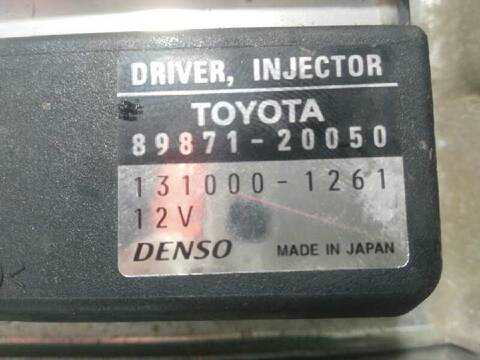 DRIVER, INJECTOR
TOYOTA
89871-20050
131000-1261
12V
DENSO MADE IN JAPAN